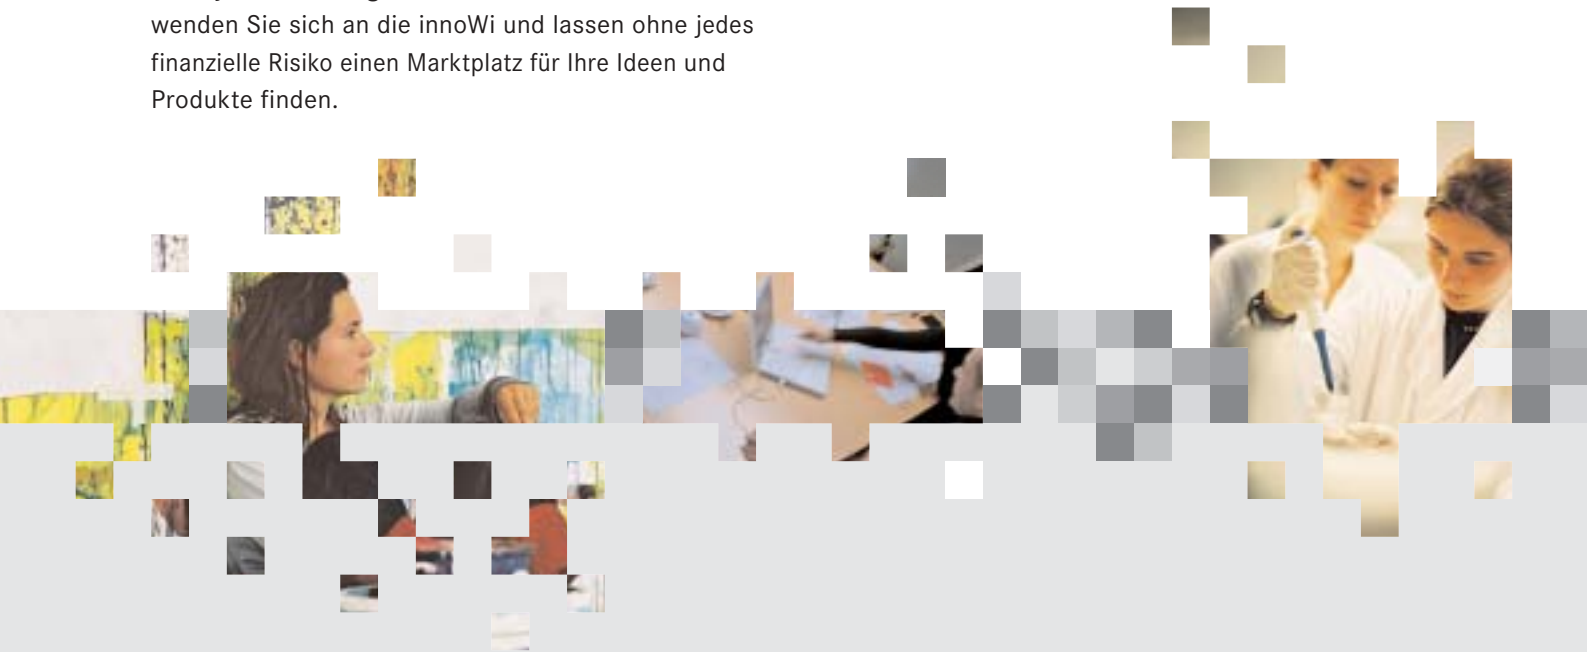 wenden Sie sich an die innoWi und lassen ohne jedes
finanzielle Risiko einen Marktplatz für Ihre Ideen und
Produkte finden.